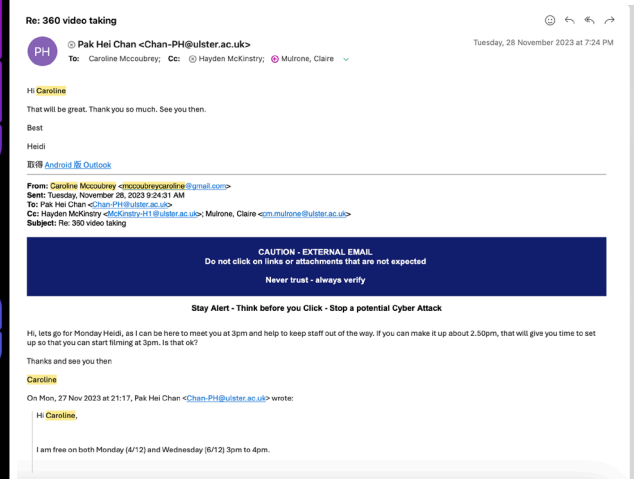 Re: 360 video taking
Tuesday, 28 November 2023 at 7:24 PM
PH
Pak Hei Chan <Chan-PH@ulster.ac.uk>
To: Caroline Mccoubrey; Cc: Hayden McKinstry; Mulrone, Claire
Hi Caroline
That will be great. Thank you so much. See you then.
Best
Heidi
取得 Android 版 Outlook
From: Caroline Mccoubrey <mccoubreycaroline@gmail.com>
Sent: Tuesday, November 28, 2023 9:24:31 AM
To: Pak Hei Chan <Chan-PH@ulster.ac.uk>
Cc: Hayden McKinstry <McKinstry-H1@ulster.ac.uk>; Mulrone, Claire <cm.mulrone@ulster.ac.uk>
Subject: Re: 360 video taking
CAUTION - EXTERNAL EMAIL
Do not click on links or attachments that are not expected
Never trust - always verify
Stay Alert - Think before you Click - Stop a potential Cyber Attack
Hi, lets go for Monday Heidi, as I can be here to meet you at 3pm and help to keep staff out of the way. If you can make it up about 2.50pm, that will give you time to set
up so that you can start filming at 3pm. Is that ok?
Thanks and see you then
Caroline
On Mon, 27 Nov 2023 at 21:17, Pak Hei Chan <Chan-PH@ulster.ac.uk> wrote:
Hi Caroline,
I am free on both Monday (4/12) and Wednesday (6/12) 3pm to 4pm.